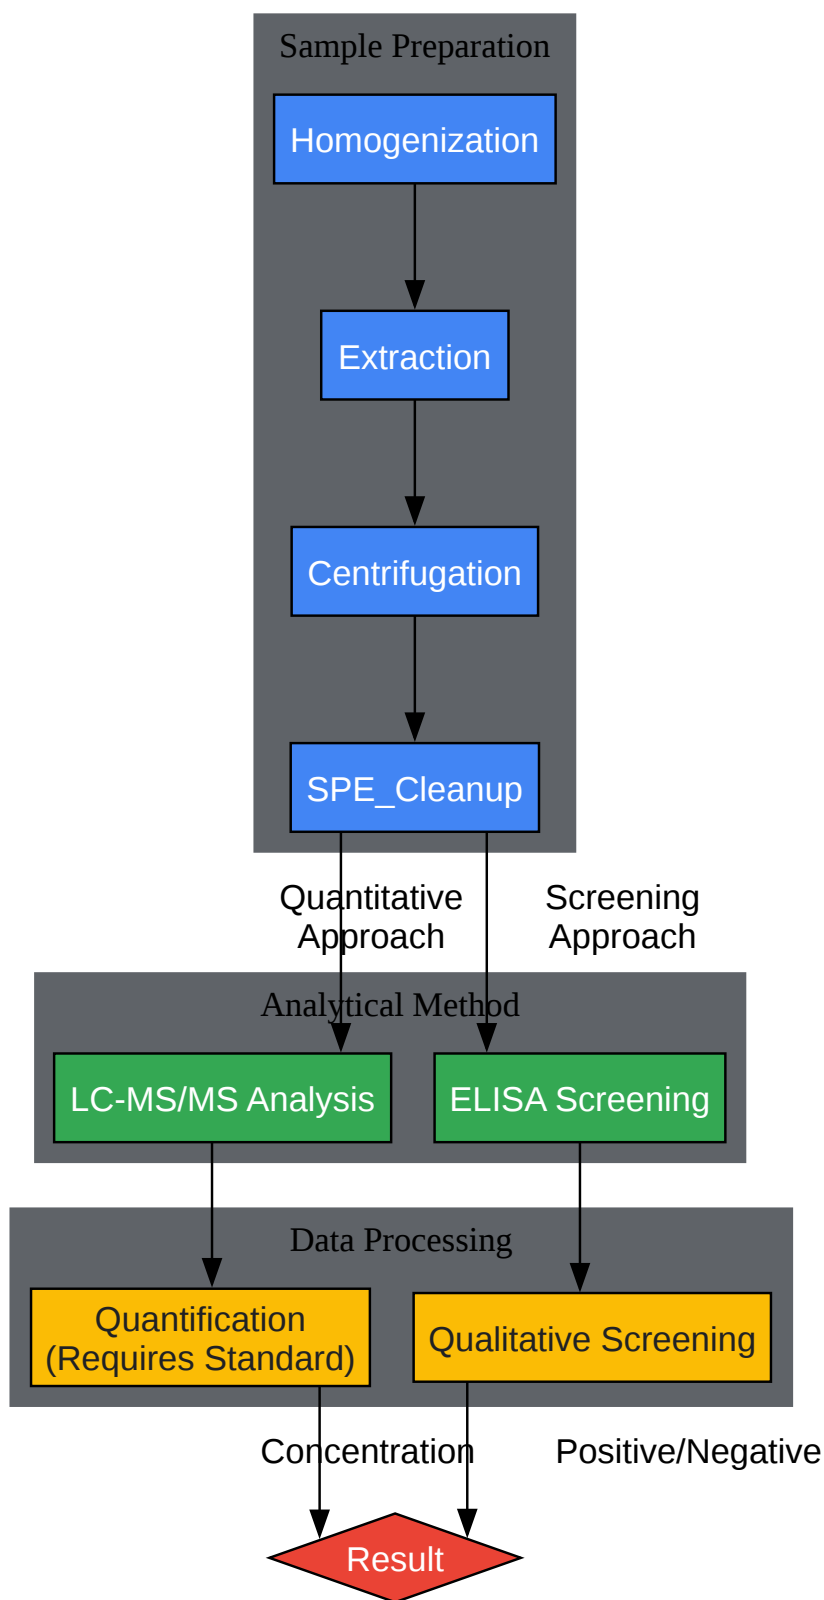 Sample Preparation
Homogenization
Extraction
Centrifugation
SPE_Cleanup
Quantitative
Approach
Screening
Approach
Analytical Method
LC-MS/MS Analysis
ELISA Screening
Data Processing
Quantification
(Requires Standard)
Qualitative Screening
Concentration
Positive/Negative
Result